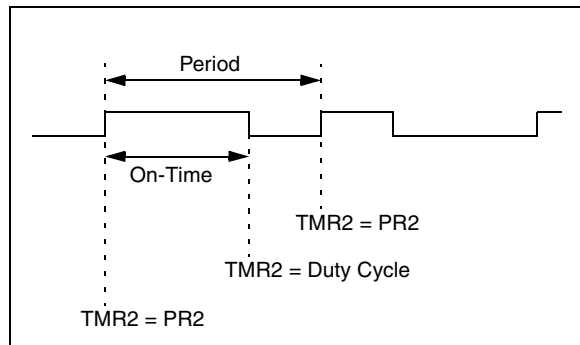 Period
On-Time
TMR2 = PR2
TMR2 = Duty Cycle
TMR2 = PR2